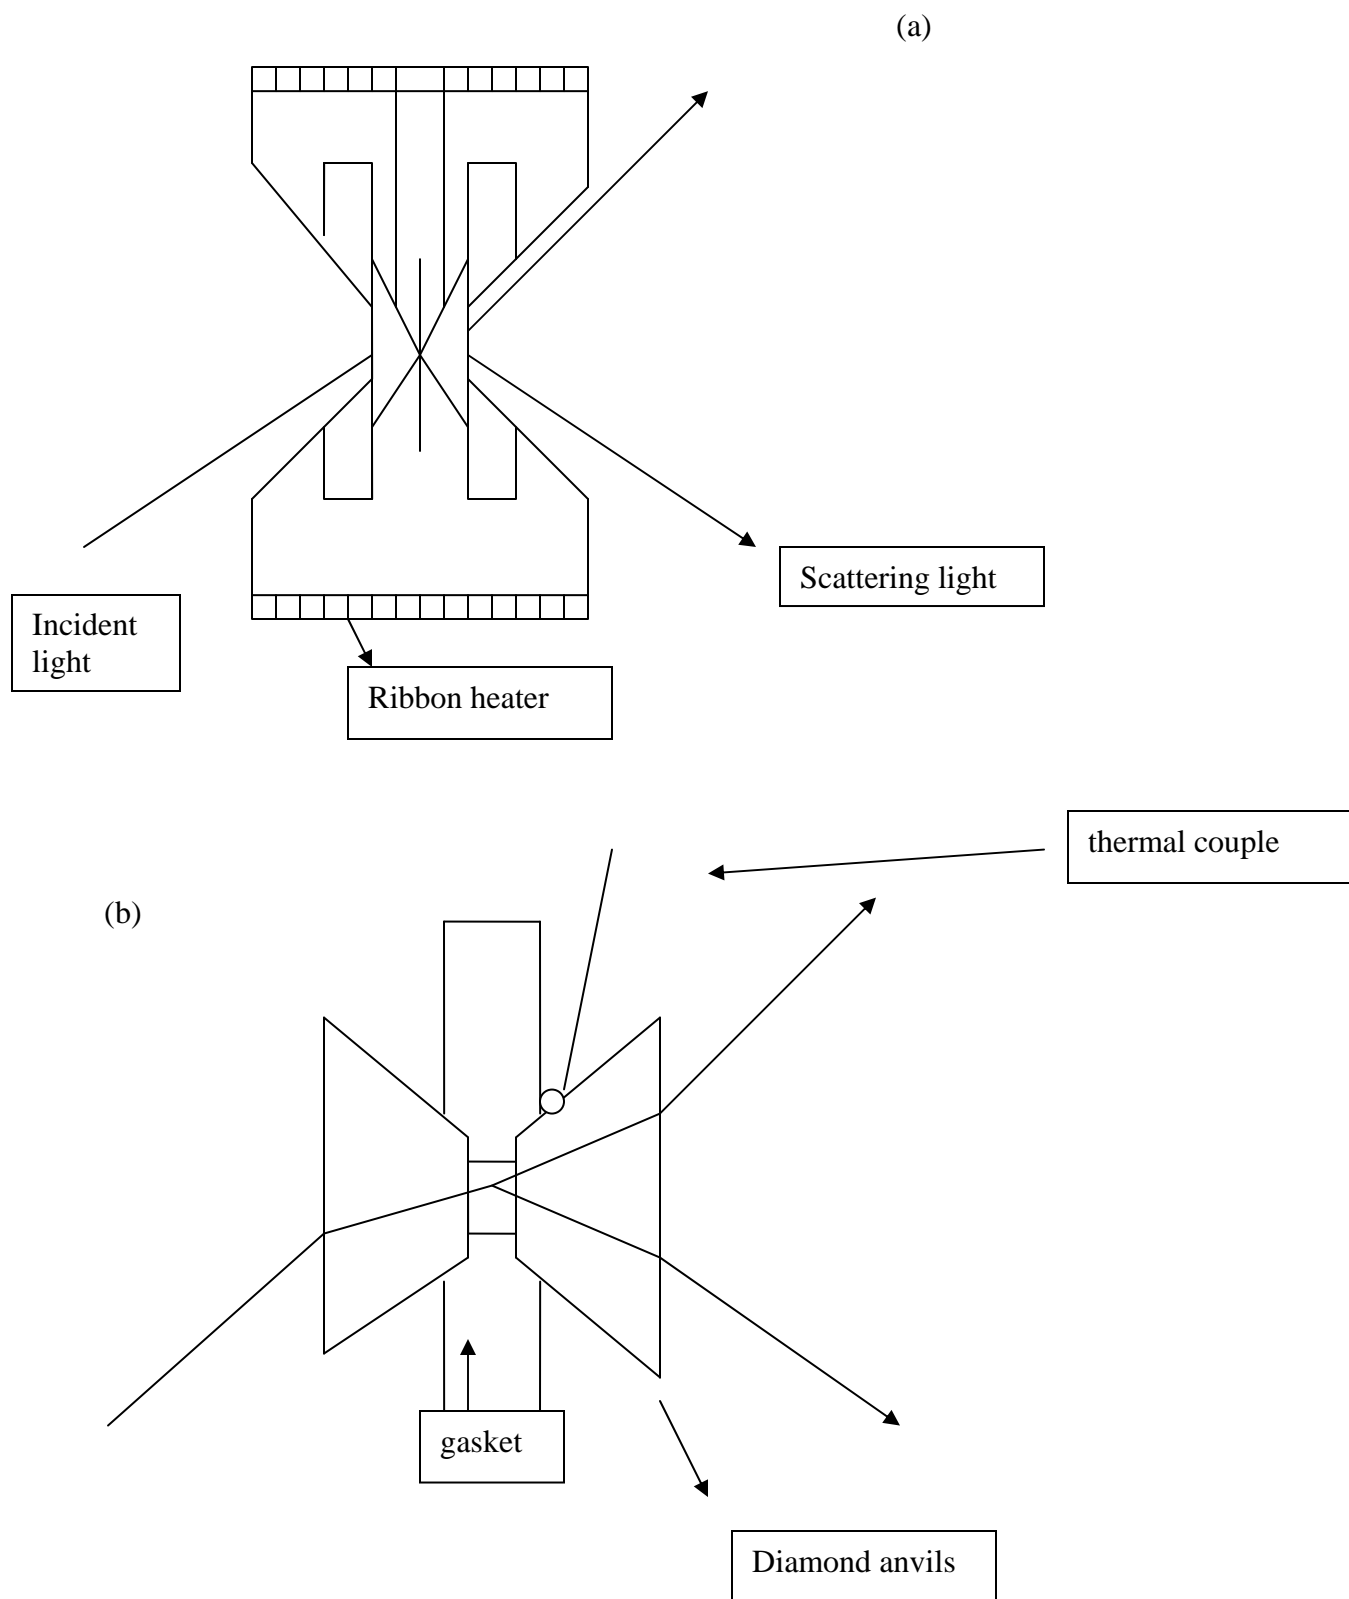 (a)
Scattering light
Incident
light
Ribbon heater
thermal couple
(b)
gasket
Diamond anvils